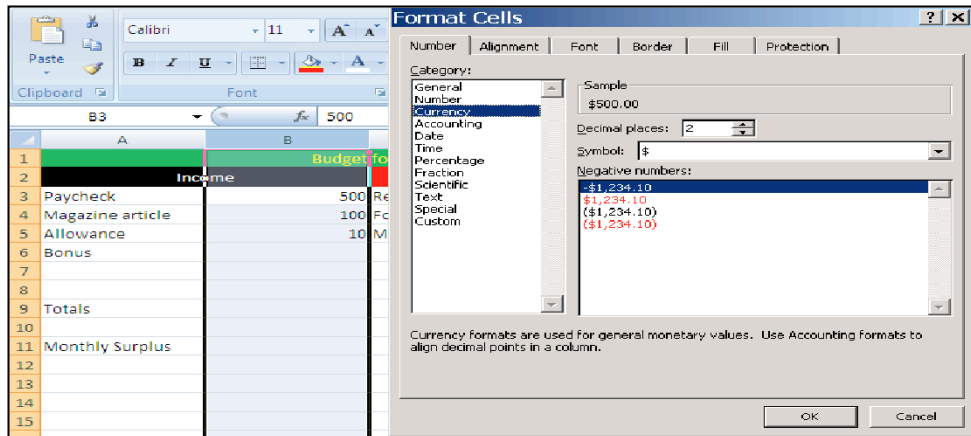 Calibri 11 A A
Paste
B I U A
Clipboard Font
B3 fx 500
A B
1 Budget fo
2 Income
3 Paycheck 500 Re
4 Magazine article 100 Fo
5 Allowance 10 M
6 Bonus
7
8
9 Totals
10
11 Monthly Surplus
12
13
14
15
Format Cells ? X
Number Alignment Font Border Fill Protection
Category:
General
Number
Currency
Accounting
Date
Time
Percentage
Fraction
Scientific
Text
Special
Custom
Sample
$500.00
Decimal places: 2
Symbol: $
Negative numbers:
-$1,234.10
$1,234.10
($1,234.10)
($1,234.10)
Currency formats are used for general monetary values. Use Accounting formats to
align decimal points in a column.
OK Cancel